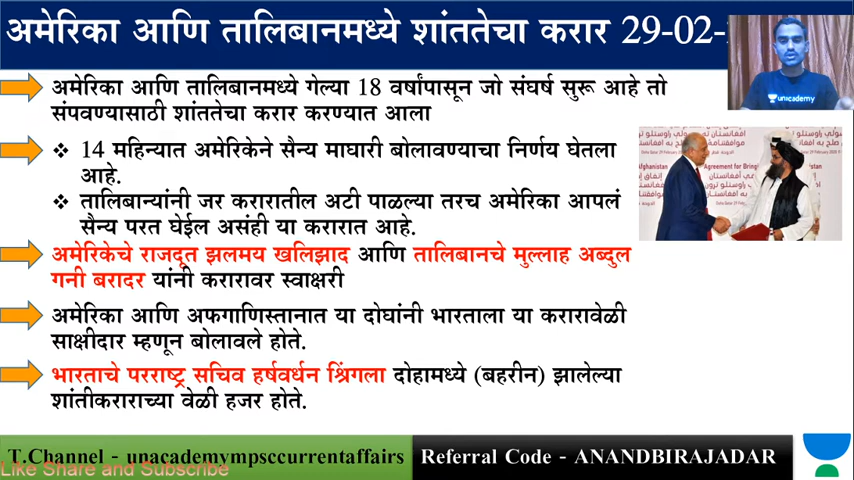 अमेरिका आणि तालिबानमध्ये शांततेचा करार 29-02-
unacademy
अमेरिका आणि तालिबानमध्ये गेल्या 18 वर्षांपासून जो संघर्ष सुरू आहे तो
संपवण्यासाठी शांततेचा करार करण्यात आला
❖ 14 महिन्यात अमेरिकेने सैन्य माघारी बोलावण्याचा निर्णय घेतला
आहे.
❖ तालिबान्यांनी जर करारातील अटी पाळल्या तरच अमेरिका आपलं
सैन्य परत घेईल असंही या करारात आहे.
अमेरिकेचे राजदूत झलमय खलिझाद आणि तालिबानचे मुल्लाह अब्दुल
गनी बरादर यांनी करारावर स्वाक्षरी
अमेरिका आणि अफगाणिस्तानात या दोघांनी भारताला या करारावेळी
साक्षीदार म्हणून बोलावले होते.
भारताचे परराष्ट्र सचिव हर्षवर्धन श्रिंगला दोहामध्ये (बहरीन) झालेल्या
शांतीकराराच्या वेळी हजर होते.
T.Channel - unacademympsccurrentaffairs
Referral Code - ANANDBIRAJADAR
Like Share and Subscribe